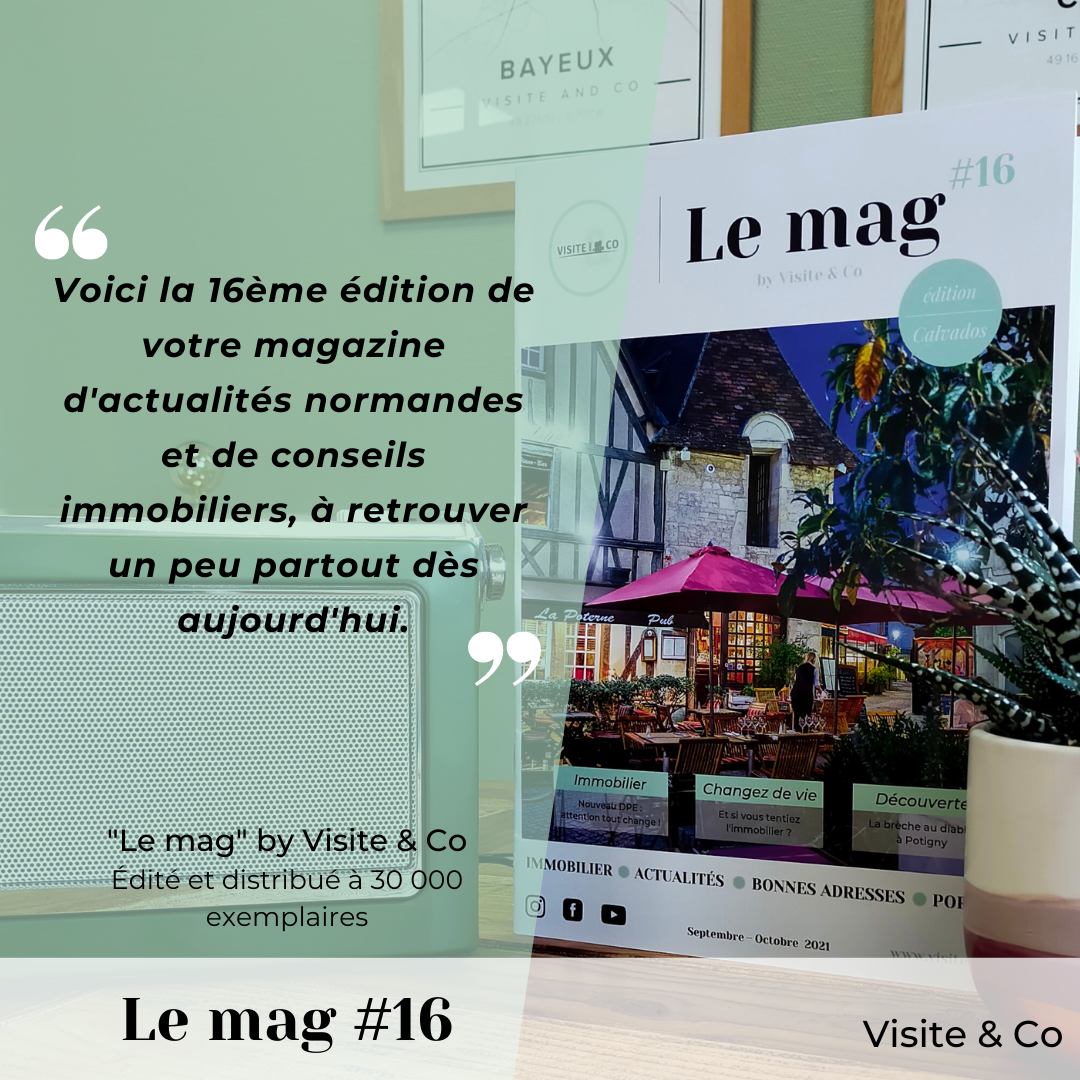 BAYEUX
VISITE AND CO
VISIT
49.16
#16
Le mag
by Visite & Co
VISITE & CO
édition
Calvados
“
Voici la 16ème édition de
votre magazine
d'actualités normandes
et de conseils
immobiliers, à retrouver
un peu partout dès
aujourd'hui.
”
La Poterne Pub
Immobilier
Nouveau DPE :
attention tout change !
Changez de vie
Et si vous tentiez
l'immobilier ?
Découverte
La brèche au diabl
à Potigny
"Le mag" by Visite & Co
Édité et distribué à 30 000
exemplaires
IMMOBILIER ● ACTUALITÉS ● BONNES ADRESSES ● POR
Septembre – Octobre 2021
Le mag #16
Visite & Co